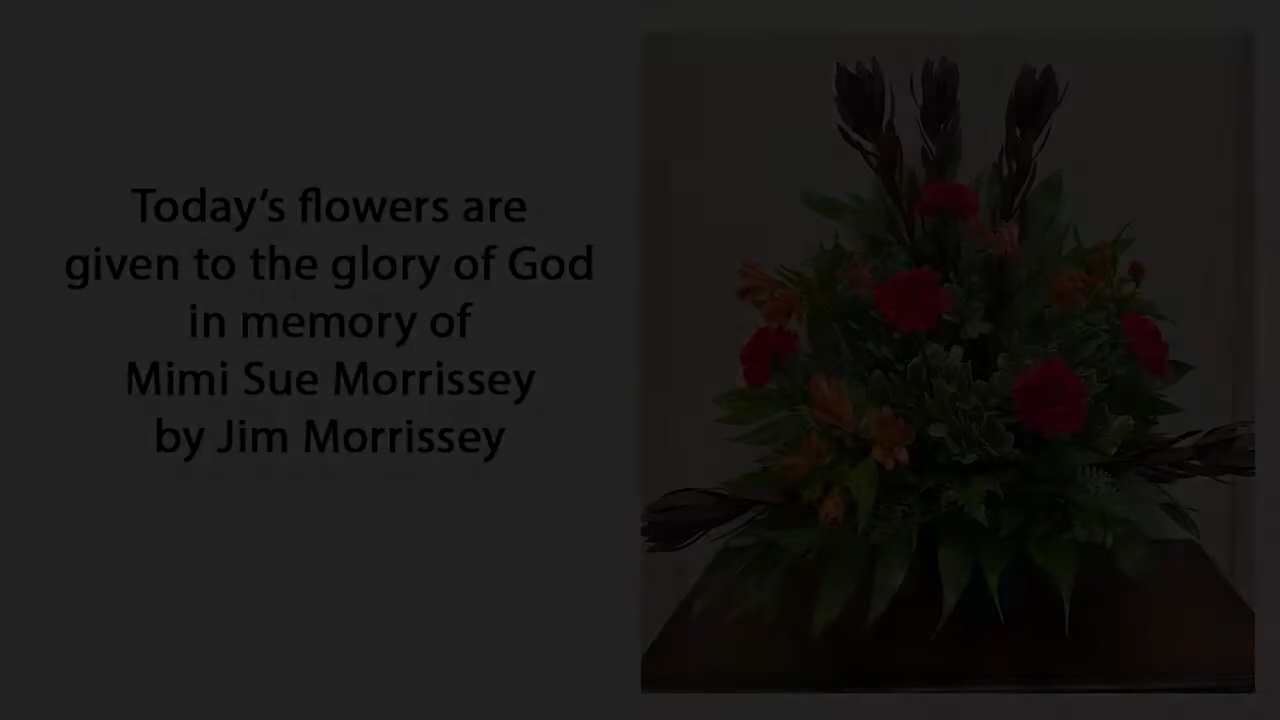 Today’s flowers are
given to the glory of God
in memory of
Mimi Sue Morrissey
by Jim Morrissey